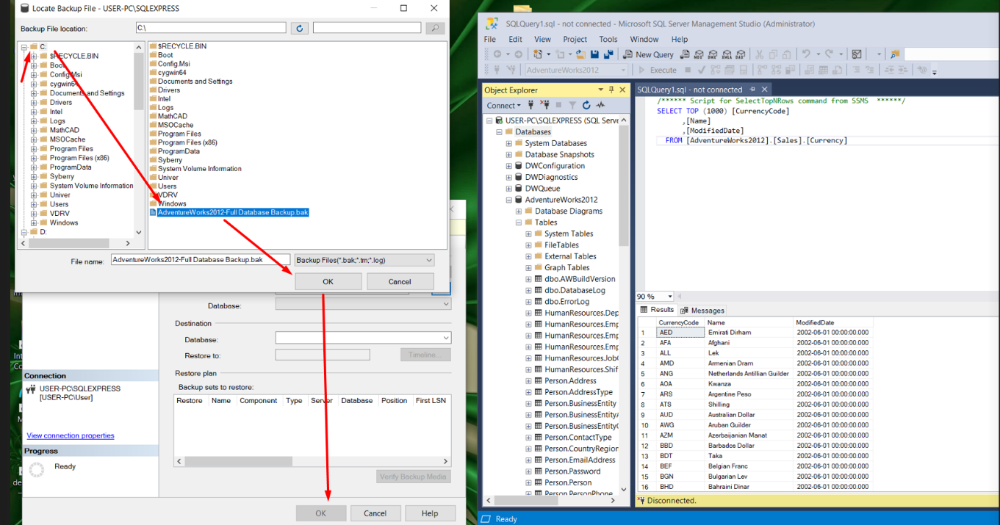 Locate Backup File - USER-PC\SQLEXPRESS
Backup File location:
C:\
C:
$RECYCLE.BIN
Boot
Config.Msi
cygwin64
Documents and Settings
Drivers
Intel
Logs
MathCAD
MSOCache
Program Files
Program Files (x86)
ProgramData
Syberry
System Volume Information
Univer
Users
VDRV
Windows
D:
$RECYCLE.BIN
Boot
Config.Msi
cygwin64
Documents and Settings
Drivers
Intel
Logs
MathCAD
MSOCache
Program Files
Program Files (x86)
ProgramData
Syberry
System Volume Information
Univer
Users
VDRV
Windows
AdventureWorks2012-Full Database Backup.bak
File name:
AdventureWorks2012-Full Database Backup.bak
Backup Files(*.bak;*.trn;*.log)
OK
Cancel
Database:
Destination
Database:
Restore to:
Timeline...
Restore plan
Backup sets to restore:
Restore Name Component Type Server Database Position First LSN
Verify Backup Media
OK
Cancel
Help
Connection
USER-PC\SQLEXPRESS
[USER-PC\User]
View connection properties
Progress
Ready
SQLQuery1.sql - not connected - Microsoft SQL Server Management Studio (Administrator)
File Edit View Project Tools Window Help
New Query
AdventureWorks2012
Execute
Object Explorer
Connect
USER-PC\SQLEXPRESS (SQL Serve
Databases
System Databases
Database Snapshots
DWConfiguration
DWDiagnostics
DWQueue
AdventureWorks2012
Database Diagrams
Tables
System Tables
FileTables
External Tables
Graph Tables
dbo.AWBuildVersion
dbo.DatabaseLog
dbo.ErrorLog
HumanResources.Dep
HumanResources.Emp
HumanResources.Emp
HumanResources.Emp
HumanResources.Job
HumanResources.Shif
Person.Address
Person.AddressType
Person.BusinessEntity
Person.BusinessEntityA
Person.BusinessEntityC
Person.ContactType
Person.CountryRegion
Person.EmailAddress
Person.Password
Person.Person
Person.PersonPhone
SQLQuery1.sql - not connected
/****** Script for SelectTopNRows command from SSMS ******/
SELECT TOP (1000) [CurrencyCode]
,[Name]
,[ModifiedDate]
FROM [AdventureWorks2012].[Sales].[Currency]
90 %
Results Messages
CurrencyCode Name ModifiedDate
1 AED Emirati Dirham 2002-06-01 00:00:00.000
2 AFA Afghani 2002-06-01 00:00:00.000
3 ALL Lek 2002-06-01 00:00:00.000
4 AMD Armenian Dram 2002-06-01 00:00:00.000
5 ANG Netherlands Antillian Guilder 2002-06-01 00:00:00.000
6 AOA Kwanza 2002-06-01 00:00:00.000
7 ARS Argentine Peso 2002-06-01 00:00:00.000
8 ATS Shilling 2002-06-01 00:00:00.000
9 AUD Australian Dollar 2002-06-01 00:00:00.000
10 AWG Aruban Guilder 2002-06-01 00:00:00.000
11 AZM Azerbaijanian Manat 2002-06-01 00:00:00.000
12 BBD Barbados Dollar 2002-06-01 00:00:00.000
13 BDT Taka 2002-06-01 00:00:00.000
14 BEF Belgian Franc 2002-06-01 00:00:00.000
15 BGN Bulgarian Lev 2002-06-01 00:00:00.000
16 BHD Bahraini Dinar 2002-06-01 00:00:00.000
Disconnected.
Ready